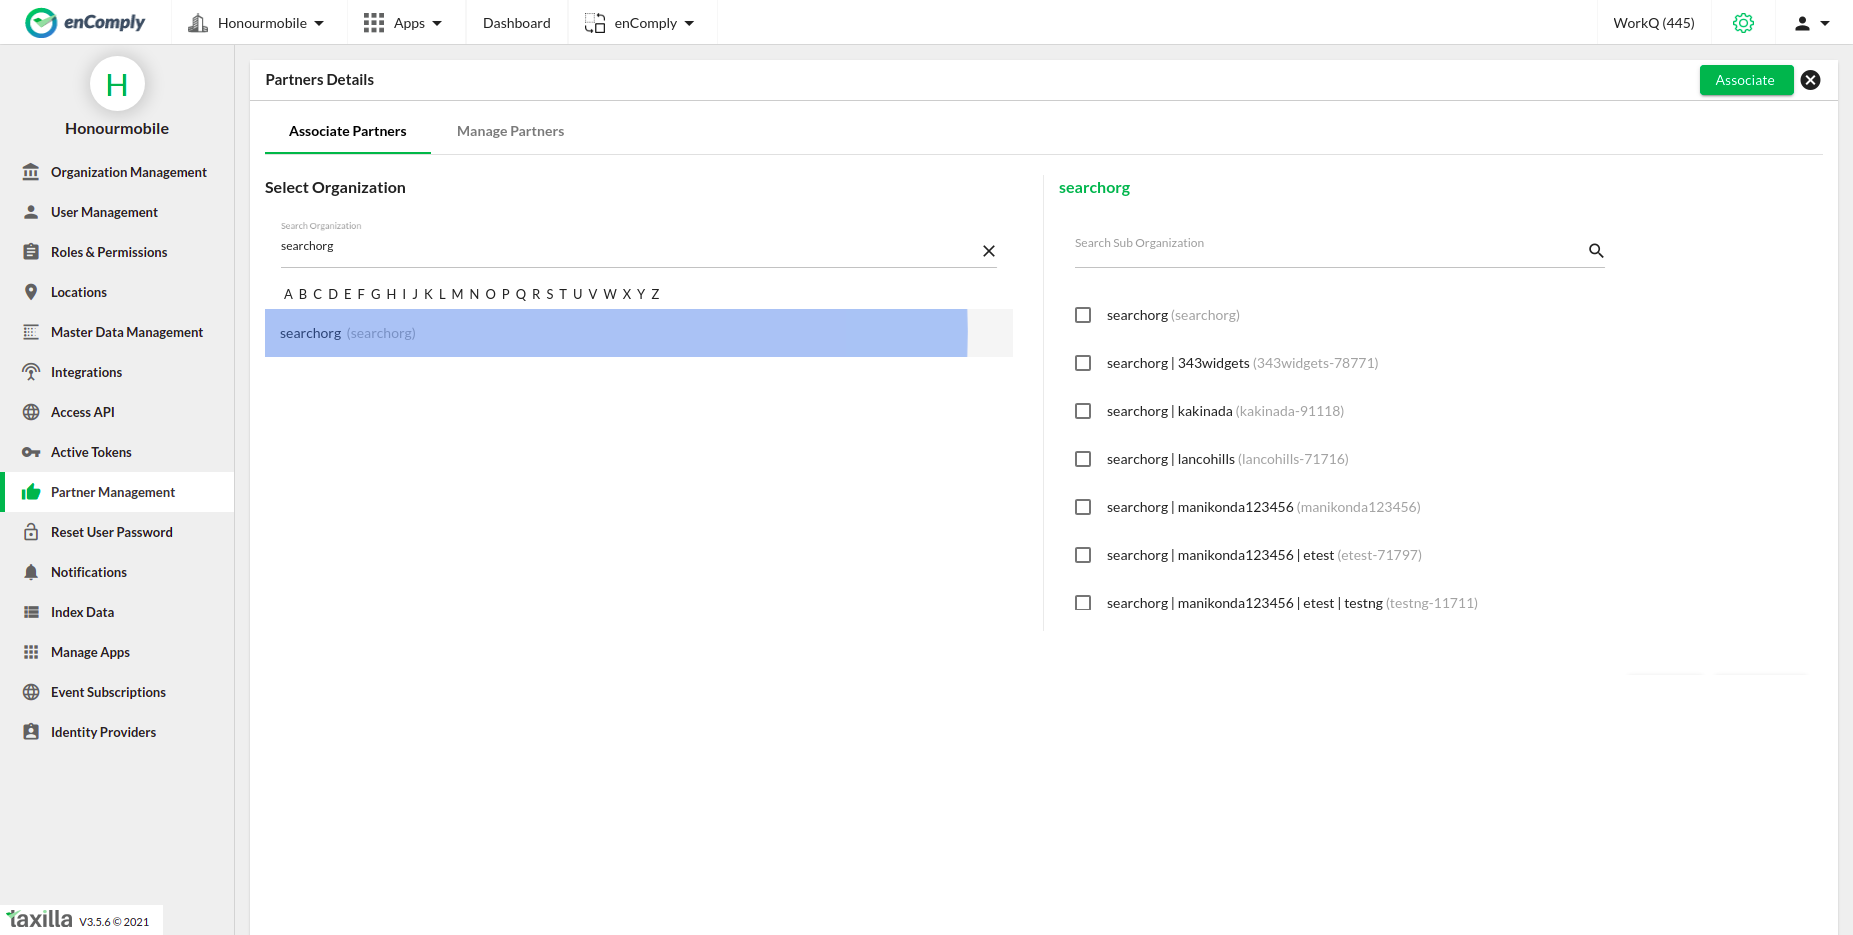 enComply
Honourmobile
Apps
Dashboard
enComply
WorkQ (445)
H
Honourmobile
Organization Management
User Management
Roles & Permissions
Locations
Master Data Management
Integrations
Access API
Active Tokens
Partner Management
Reset User Password
Notifications
Index Data
Manage Apps
Event Subscriptions
Identity Providers
taxilla V3.5.6 © 2021
Partners Details
Associate
Associate Partners
Manage Partners
Select Organization
Search Organization
searchorg
A B C D E F G H I J K L M N O P Q R S T U V W X Y Z
searchorg (searchorg)
searchorg
Search Sub Organization
searchorg (searchorg)
searchorg | 343widgets (343widgets-78771)
searchorg | kakinada (kakinada-91118)
searchorg | lancohills (lancohills-71716)
searchorg | manikonda123456 (manikonda123456)
searchorg | manikonda123456 | etest (etest-71797)
searchorg | manikonda123456 | etest | testng (testng-11711)